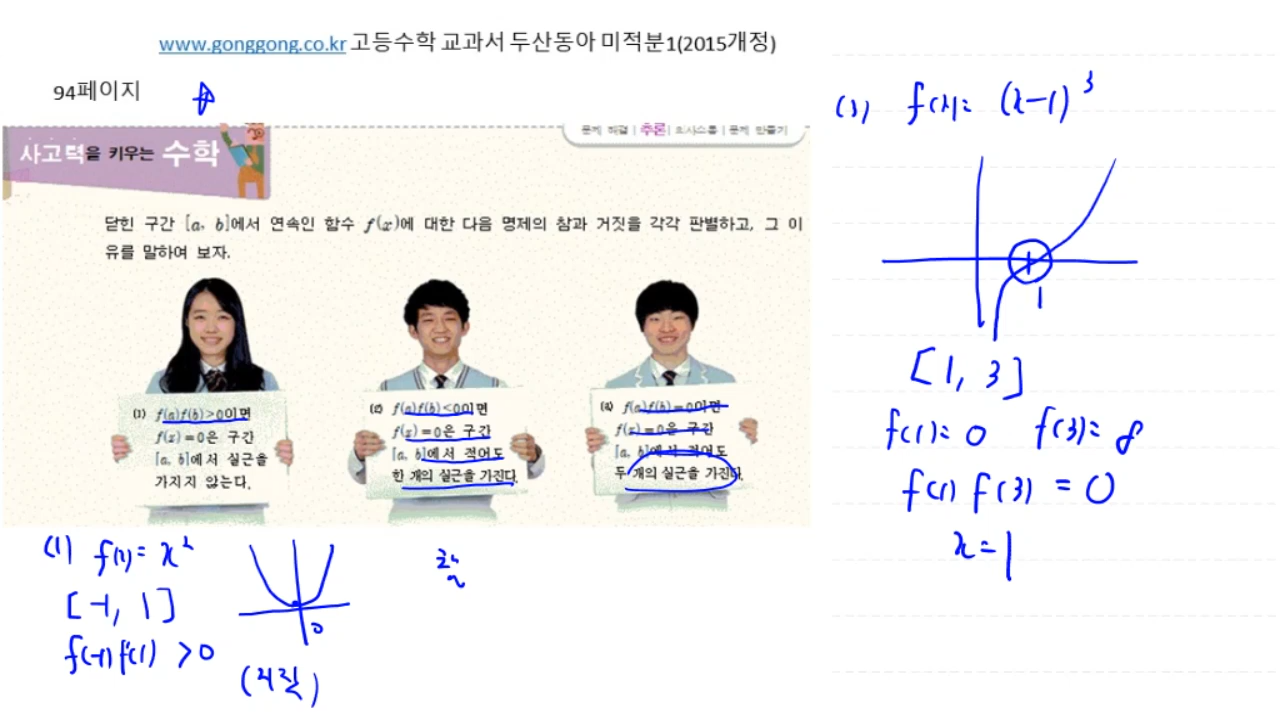 www.gonggong.co.kr 고등수학 교과서 두산동아 미적분1(2015개정)
94페이지
사고력을 키우는 수학
문제 해결 | 추론 | 의사소통 | 문제 만들기
닫힌 구간 [a, b]에서 연속인 함수 f(x)에 대한 다음 명제의 참과 거짓을 각각 판별하고, 그 이
유를 말하여 보자.
(1) f(a)f(b)>0이면
f(x)=0은 구간
[a, b]에서 실근을
가지지 않는다.
(2) f(a)f(b)<0이면
f(x)=0은 구간
[a, b]에서 적어도
한 개의 실근을 가진다.
(3) f(a)f(b)=0이면
f(x)=0은 구간
[a, b]에서 적어도
두 개의 실근을 가진다.
(1) f(x)= x²
[-1, 1]
f(-1)f(1) >0
0
(거짓)
참
(3) f(x)= (x-1)³
1
[1, 3]
f(1)=0 f(3)=8
f(1) f(3) = 0
x=1